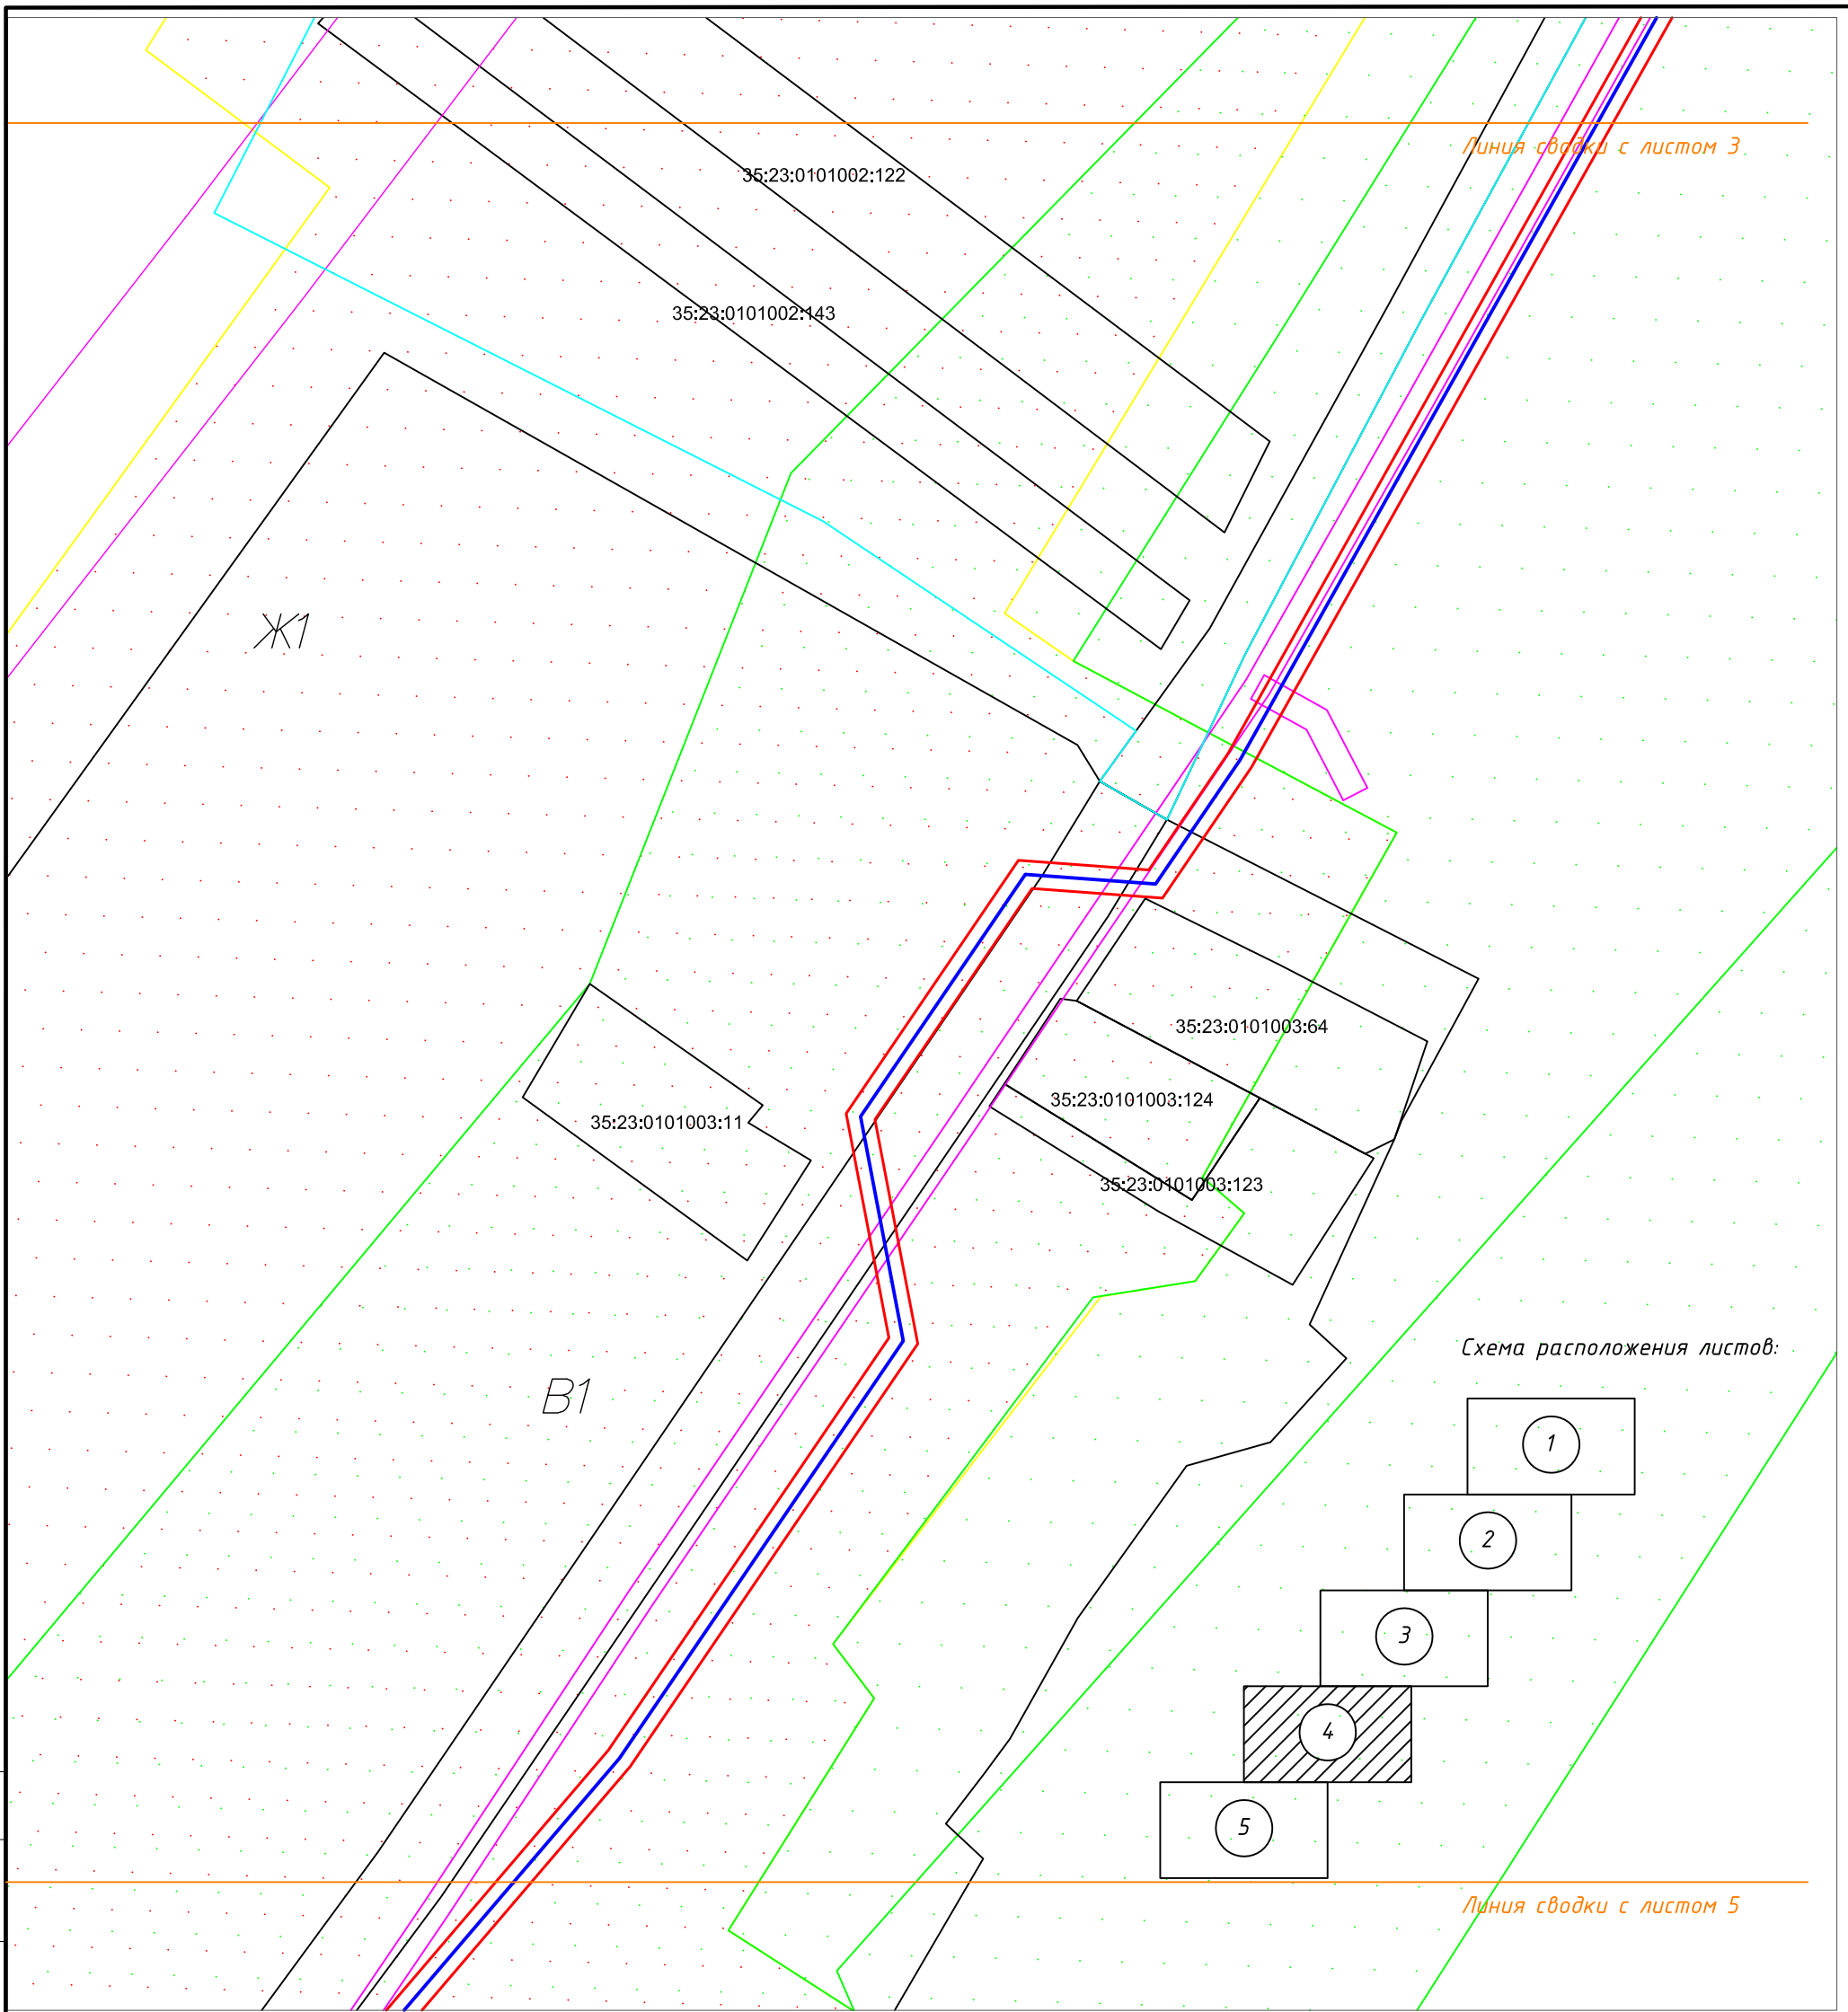 Линия сводки с листом 3
35:23:0101002:122
35:23:0101002:143
Ж1
35:23:0101003:64
35:23:0101003:124
35:23:0101003:11
35:23:0101003:123
В1
Схема расположения листов:
1
2
3
4
5
Линия сводки с листом 5